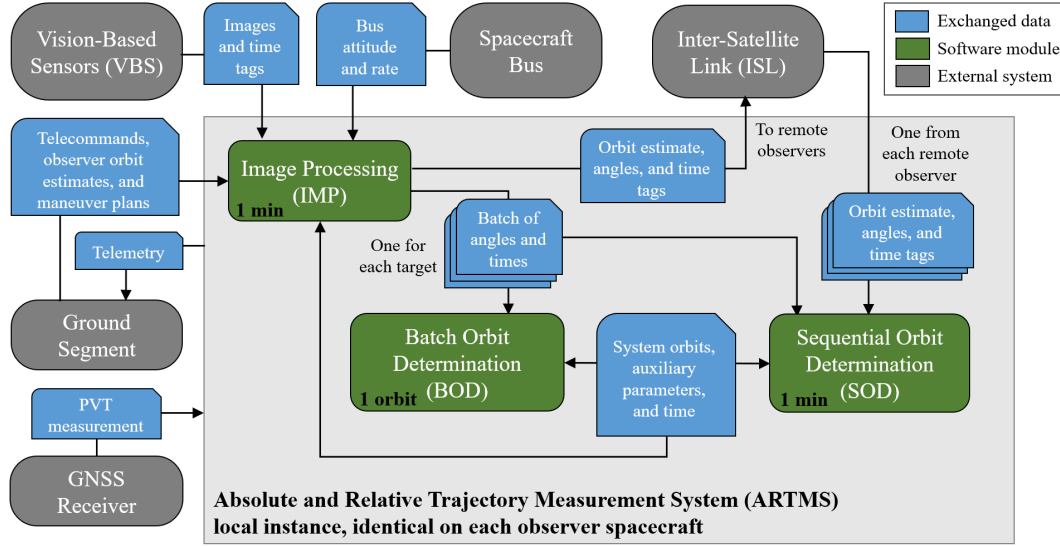 Vision-Based
Sensors (VBS)
Images
and time
tags
Bus
attitude
and rate
Spacecraft
Bus
Inter-Satellite
Link (ISL)
Exchanged data
Software module
External system
Telecommands,
observer orbit
estimates, and
maneuver plans
Image Processing
(IMP)
1 min
Orbit estimate,
angles, and time
tags
To remote
observers
One from
each remote
observer
Telemetry
One for
each target
Batch of
angles and
times
Orbit estimate,
angles, and
time tags
Ground
Segment
Batch Orbit
Determination
(BOD)
1 orbit
System orbits,
auxiliary
parameters,
and time
Sequential Orbit
Determination
(SOD)
1 min
PVT
measurement
GNSS
Receiver
Absolute and Relative Trajectory Measurement System (ARTMS)
local instance, identical on each observer spacecraft